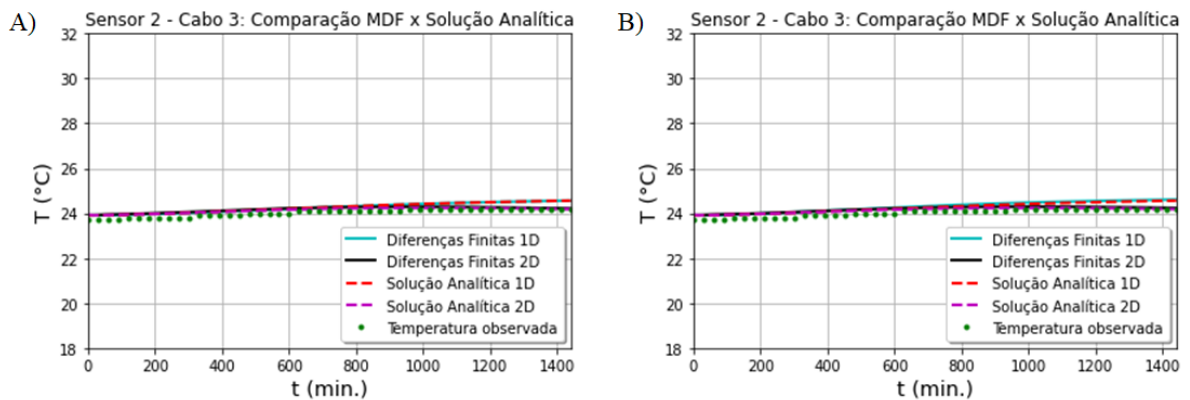 A)
Sensor 2 - Cabo 3: Comparação MDF x Solução Analítica
32
30
28
26
24
22
20
18
T (°C)
Diferenças Finitas 1D
Diferenças Finitas 2D
Solução Analítica 1D
Solução Analítica 2D
Temperatura observada
0 200 400 600 800 1000 1200 1400
t (min.)
B)
Sensor 2 - Cabo 3: Comparação MDF x Solução Analítica
32
30
28
26
24
22
20
18
T (°C)
Diferenças Finitas 1D
Diferenças Finitas 2D
Solução Analítica 1D
Solução Analítica 2D
Temperatura observada
0 200 400 600 800 1000 1200 1400
t (min.)